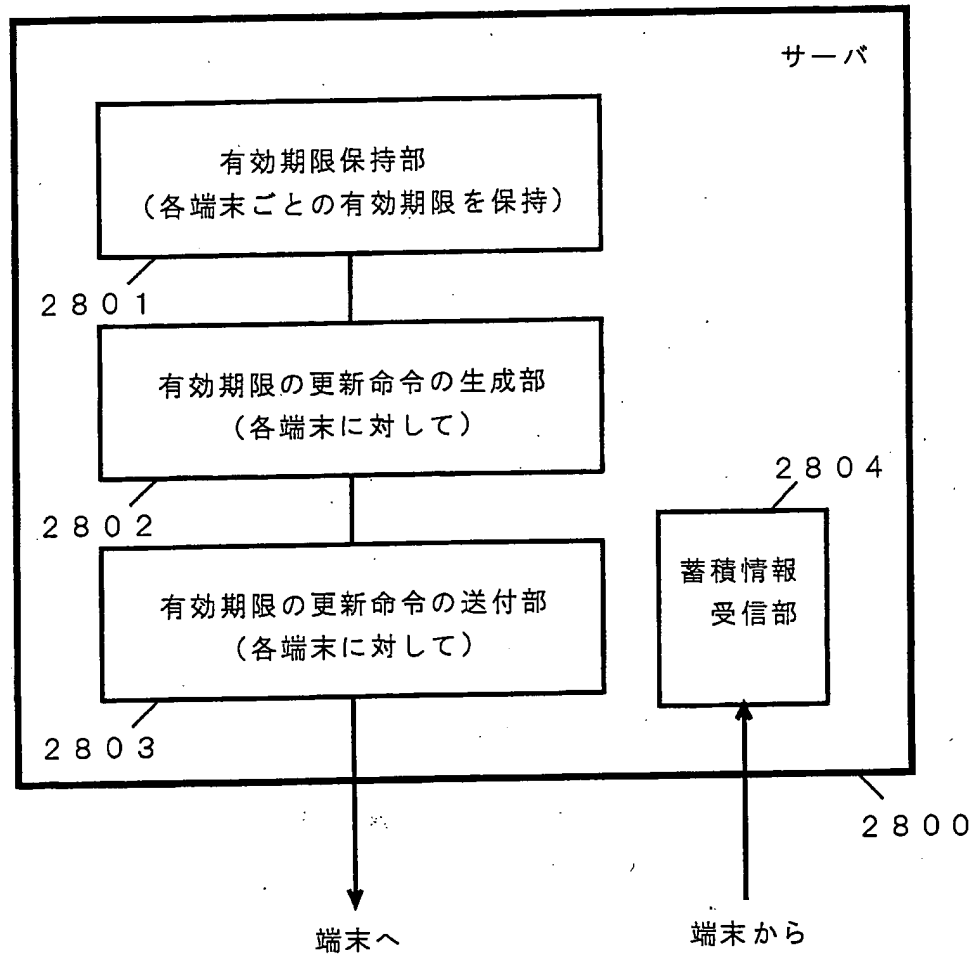 サーバ
有効期限保持部
(各端末ごとの有効期限を保持)
2801
有効期限の更新命令の生成部
(各端末に対して)
2802
有効期限の更新命令の送付部
(各端末に対して)
2803
2804
蓄積情報
受信部
2800
端末へ
端末から